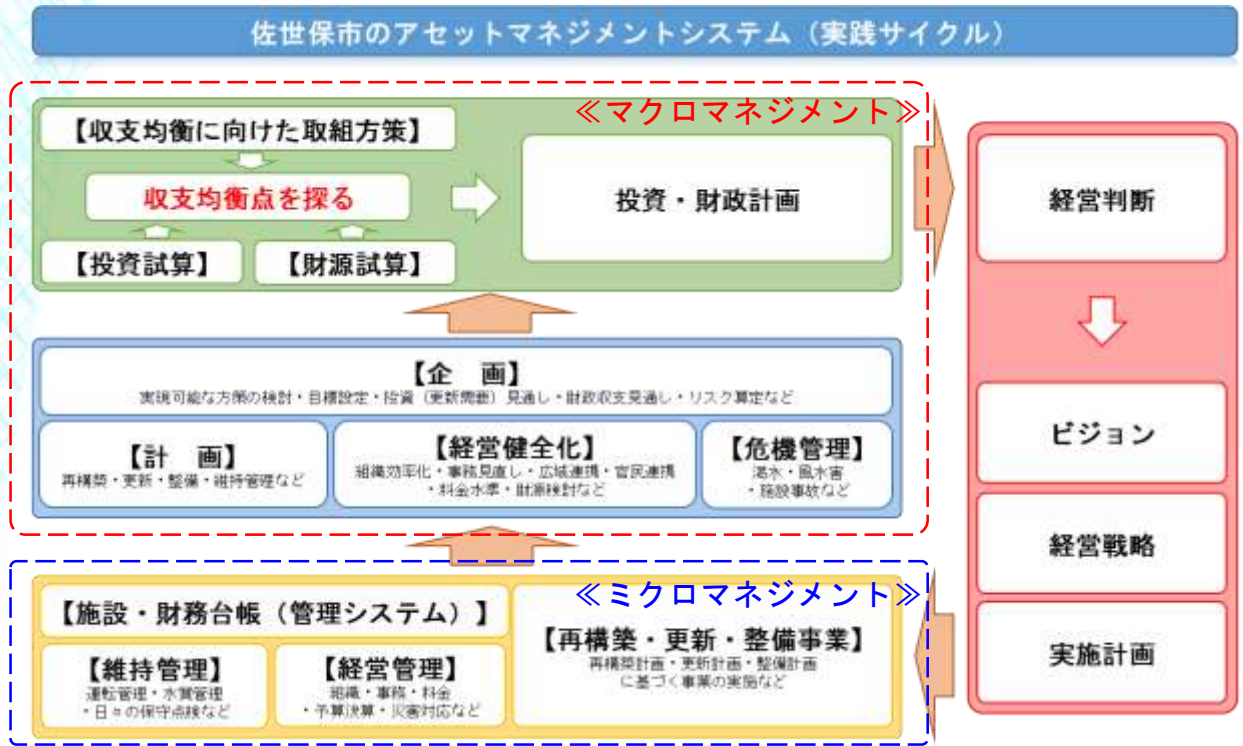 佐世保市のアセットマネジメントシステム（実践サイクル）
≪マクロマネジメント≫
【収支均衡に向けた取組方策】
収支均衡点を探る
【投資試算】
【財源試算】
投資・財政計画
【企　画】
実現可能な方策の検討・目標設定・投資（更新需要）見通し・財政収支見通し・リスク算定など
【計　画】
再構築・更新・整備・維持管理など
【経営健全化】
組織効率化・事務見直し・広域連携・官民連携
・料金水準・財源検討など
【危機管理】
渇水・風水害
・施設事故など
≪ミクロマネジメント≫
【施設・財務台帳（管理システム）】
【維持管理】
運転管理・水質管理
・日々の保守点検など
【経営管理】
組織・事務・料金
・予算決算・災害対応など
【再構築・更新・整備事業】
再構築計画・更新計画・整備計画
に基づく事業の実施など
経営判断
ビジョン
経営戦略
実施計画